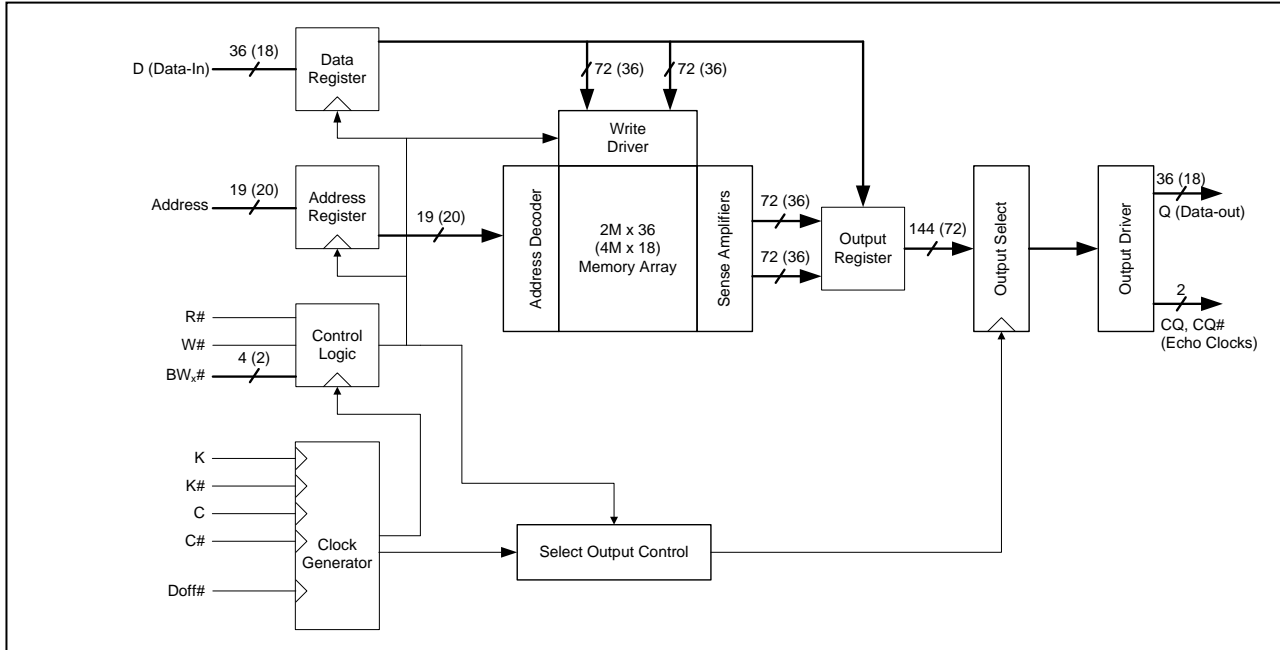 36 (18)
D (Data-In)
Data
Register
72 (36)
72 (36)
Write
Driver
19 (20)
Address
Address
Register
19 (20)
Address Decoder
2M x 36
(4M x 18)
Memory Array
Sense Amplifiers
72 (36)
72 (36)
Output
Register
144 (72)
Output Select
Output Driver
36 (18)
Q (Data-out)
2
CQ, CQ#
(Echo Clocks)
R#
W#
4 (2)
BWx#
Control
Logic
K
K#
C
C#
Doff#
Clock
Generator
Select Output Control